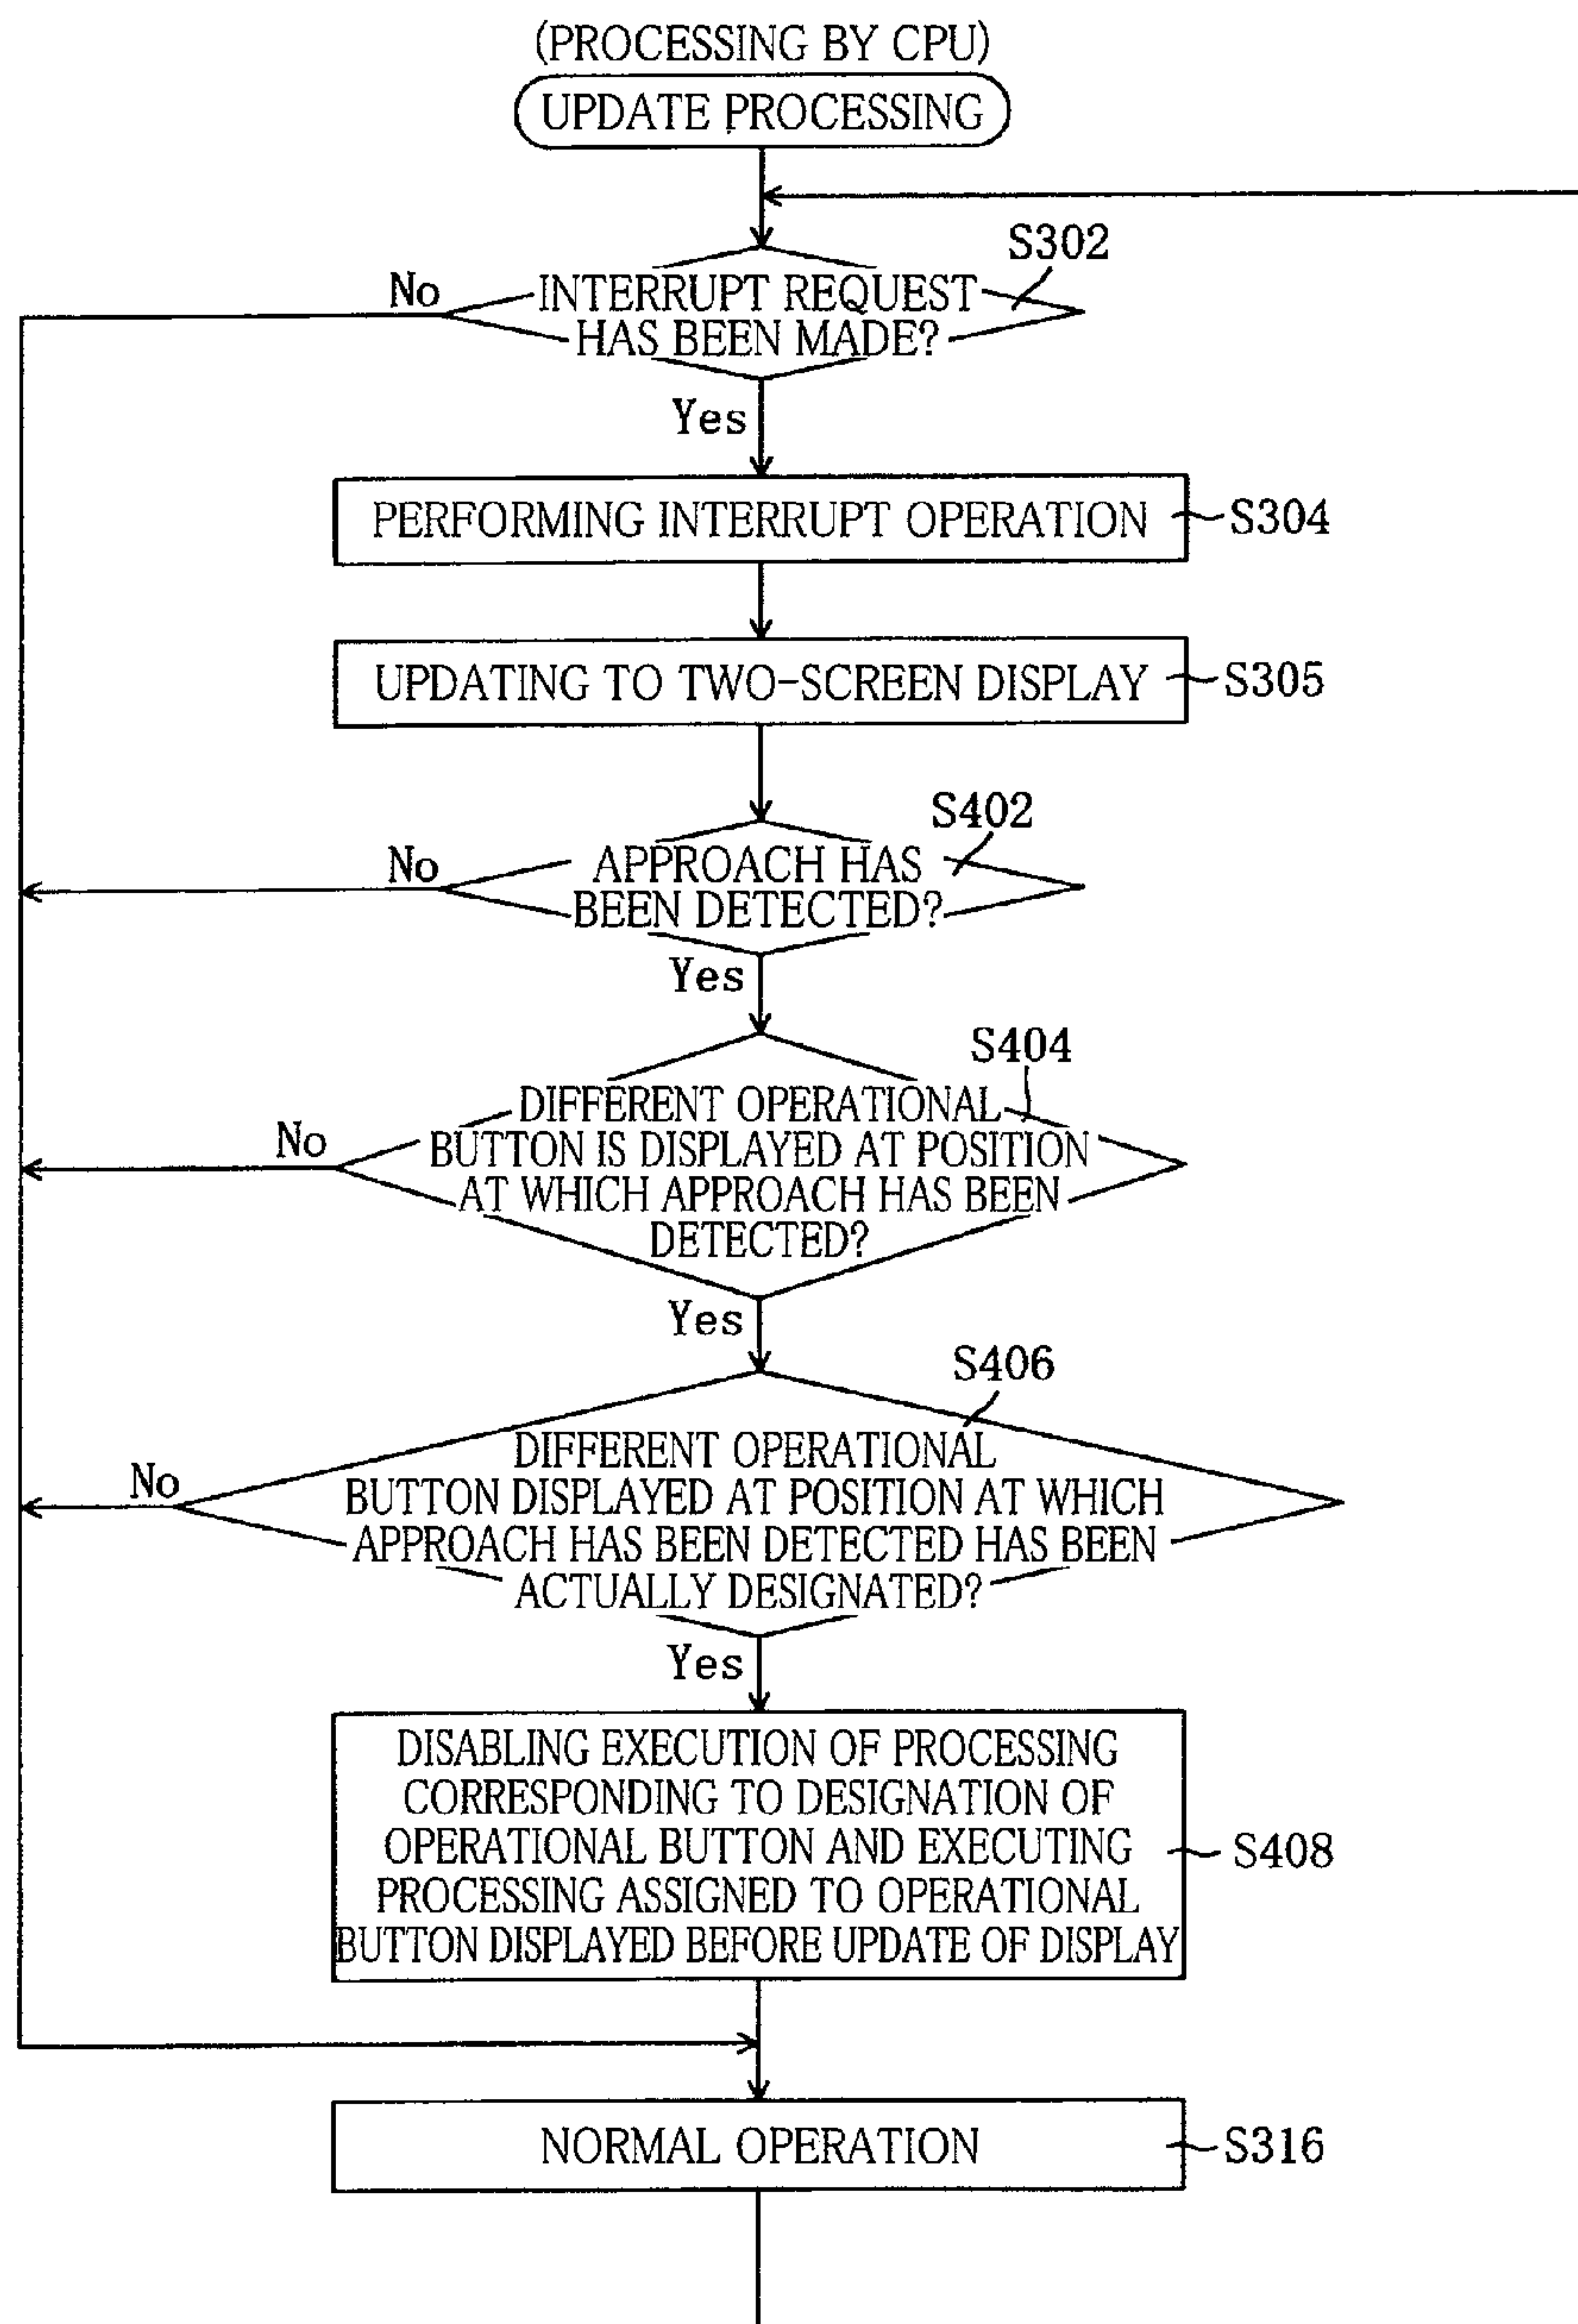 (PROCESSING BY CPU)
UPDATE PROCESSING
S302
No
INTERRUPT REQUEST
HAS BEEN MADE?
Yes
PERFORMING INTERRUPT OPERATION
S304
UPDATING TO TWO-SCREEN DISPLAY
S305
S402
No
APPROACH HAS
BEEN DETECTED?
Yes
S404
DIFFERENT OPERATIONAL
No
BUTTON IS DISPLAYED AT POSITION
AT WHICH APPROACH HAS BEEN
DETECTED?
Yes
S406
DIFFERENT OPERATIONAL
No
BUTTON DISPLAYED AT POSITION AT WHICH
APPROACH HAS BEEN DETECTED HAS BEEN
ACTUALLY DESIGNATED?
Yes
DISABLING EXECUTION OF PROCESSING
CORRESPONDING TO DESIGNATION OF
OPERATIONAL BUTTON AND EXECUTING
PROCESSING ASSIGNED TO OPERATIONAL
BUTTON DISPLAYED BEFORE UPDATE OF DISPLAY
S408
NORMAL OPERATION
S316